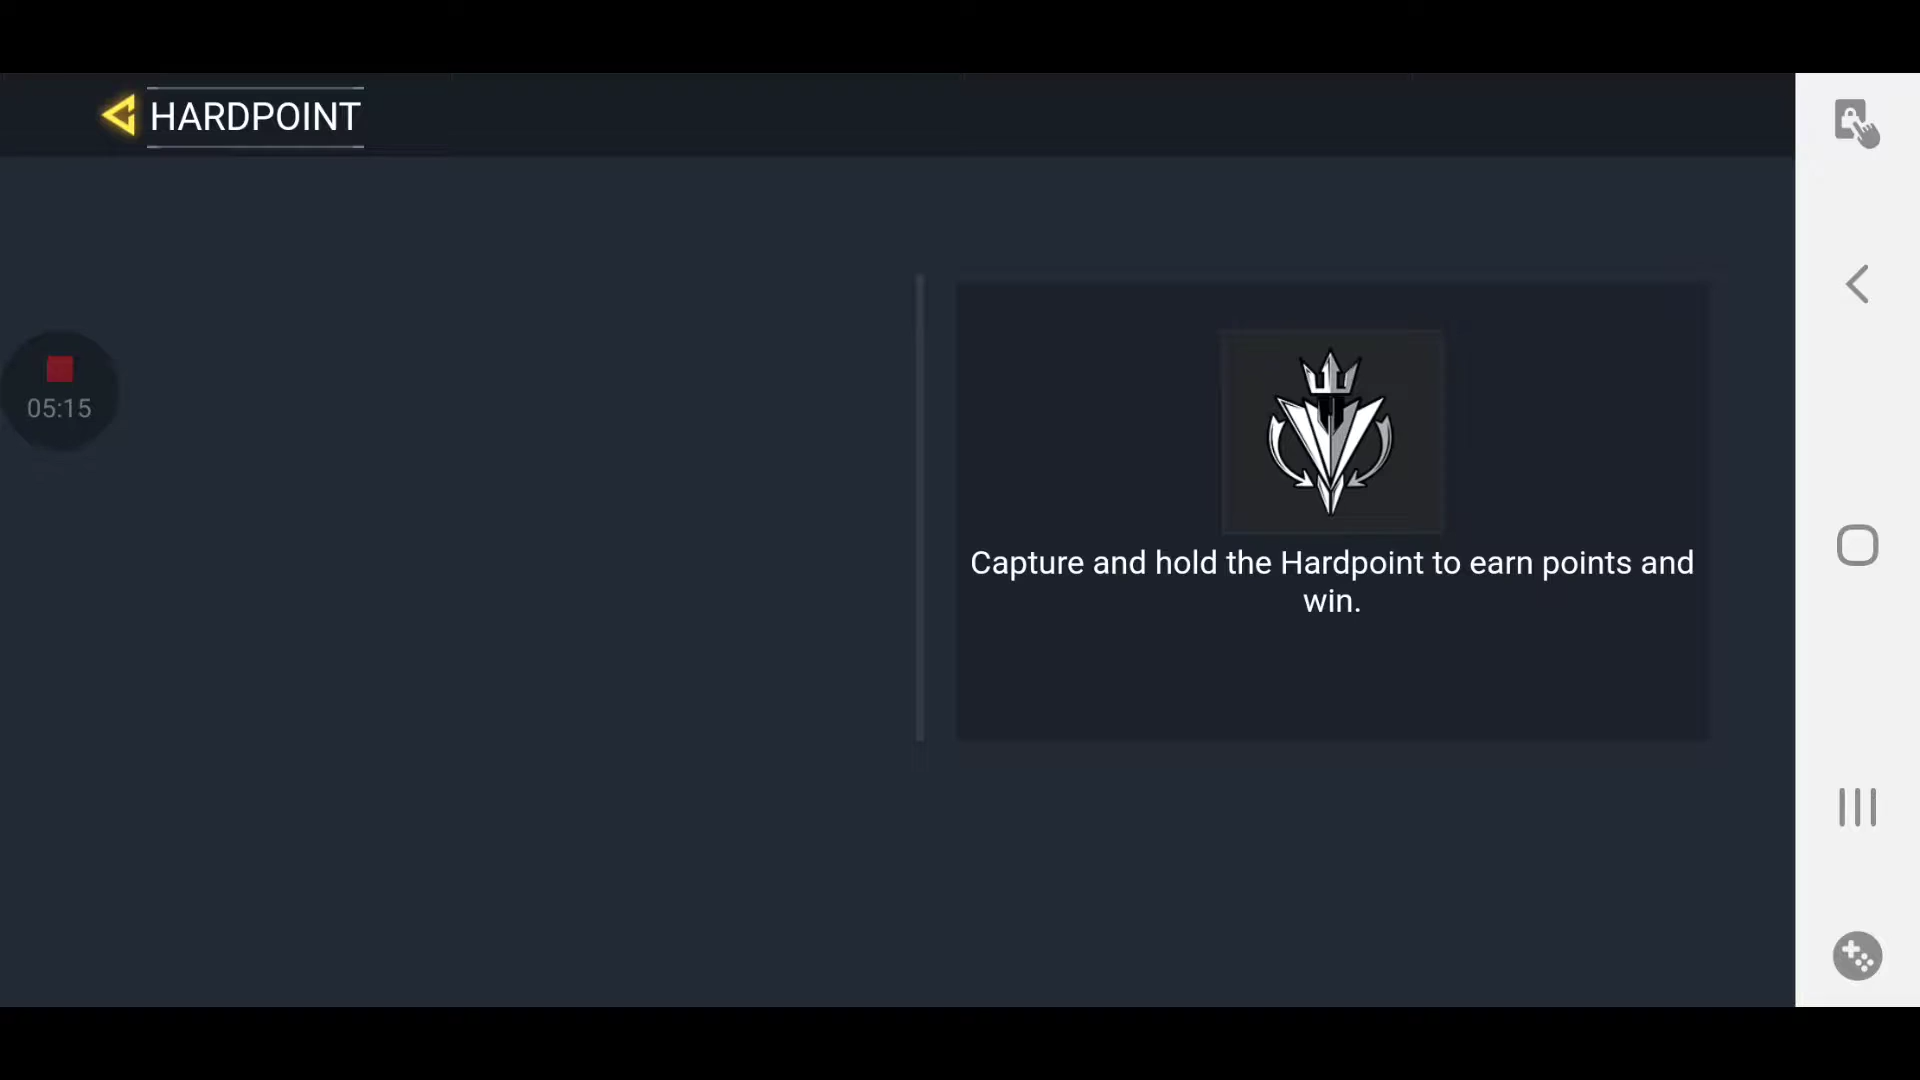 HARDPOINT
05:15
Capture and hold the Hardpoint to earn points and
win.